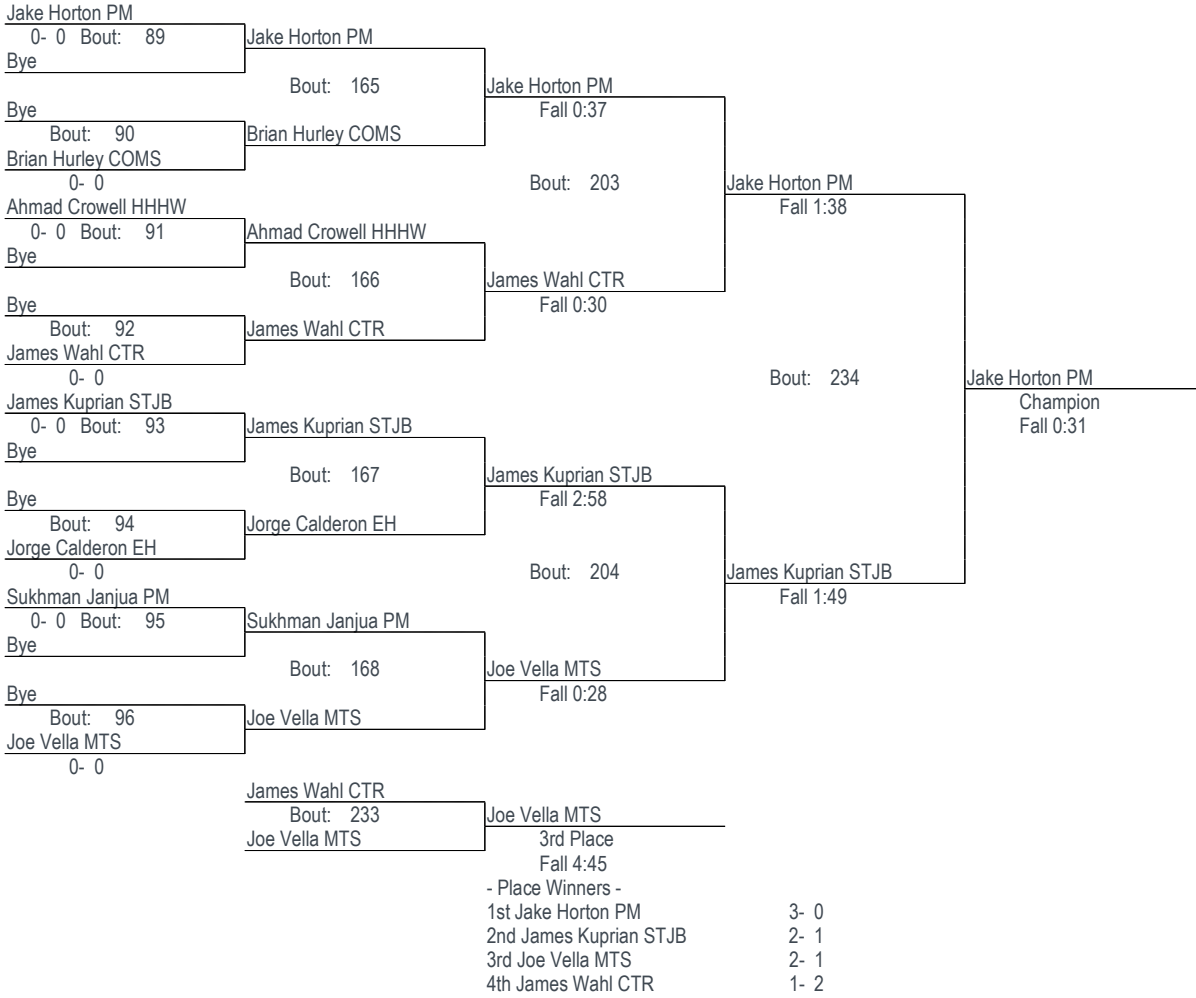 Jake Horton PM
0- 0 Bout: 89 Jake Horton PM
Bye
Bout: 165 Jake Horton PM
Bye Fall 0:37
Bout: 90 Brian Hurley COMS
Brian Hurley COMS
0- 0 Bout: 203 Jake Horton PM
Ahmad Crowell HHHW Fall 1:38
0- 0 Bout: 91 Ahmad Crowell HHHW
Bye
Bout: 166 James Wahl CTR
Bye Fall 0:30
Bout: 92 James Wahl CTR
James Wahl CTR
0- 0 Bout: 234 Jake Horton PM
James Kuprian STJB Champion
0- 0 Bout: 93 James Kuprian STJB Fall 0:31
Bye
Bout: 167 James Kuprian STJB
Bye Fall 2:58
Bout: 94 Jorge Calderon EH
Jorge Calderon EH
0- 0 Bout: 204 James Kuprian STJB
Sukhman Janjua PM Fall 1:49
0- 0 Bout: 95 Sukhman Janjua PM
Bye
Bout: 168 Joe Vella MTS
Bye Fall 0:28
Bout: 96 Joe Vella MTS
Joe Vella MTS
0- 0
James Wahl CTR
Bout: 233 Joe Vella MTS
Joe Vella MTS 3rd Place
Fall 4:45
- Place Winners -
1st Jake Horton PM 3- 0
2nd James Kuprian STJB 2- 1
3rd Joe Vella MTS 2- 1
4th James Wahl CTR 1- 2